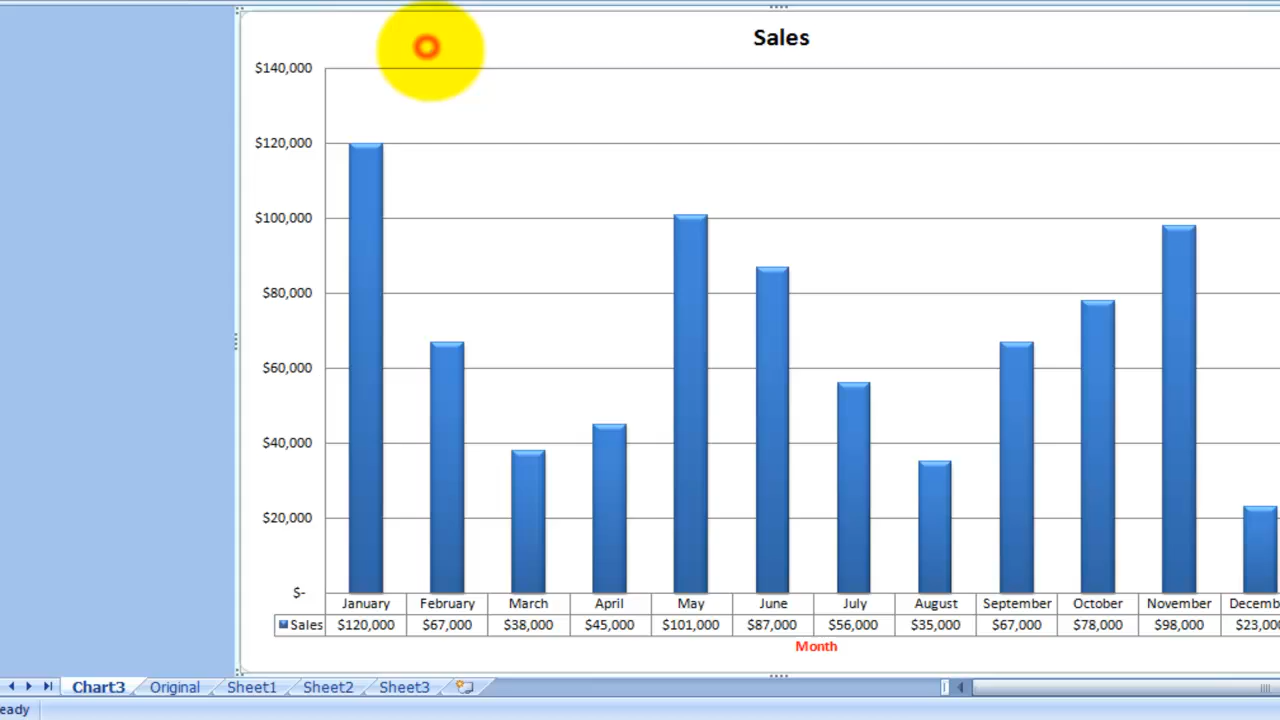 Sales
$140,000
$120,000
$100,000
$80,000
$60,000
$40,000
$20,000
$-
January February March April May June July August September October November Decemb
Sales $120,000 $67,000 $38,000 $45,000 $101,000 $87,000 $56,000 $35,000 $67,000 $78,000 $98,000 $23,00
Month
Chart3 Original Sheet1 Sheet2 Sheet3
eady